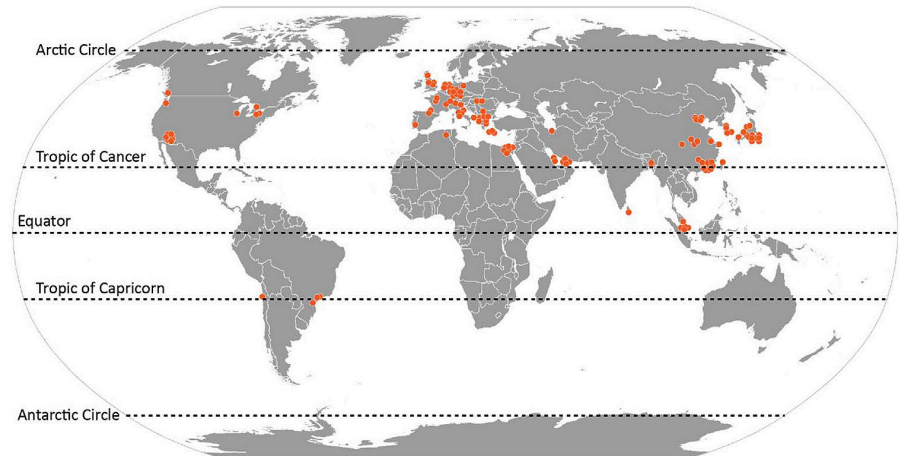 Arctic Circle
Tropic of Cancer
Equator
Tropic of Capricorn
Antarctic Circle